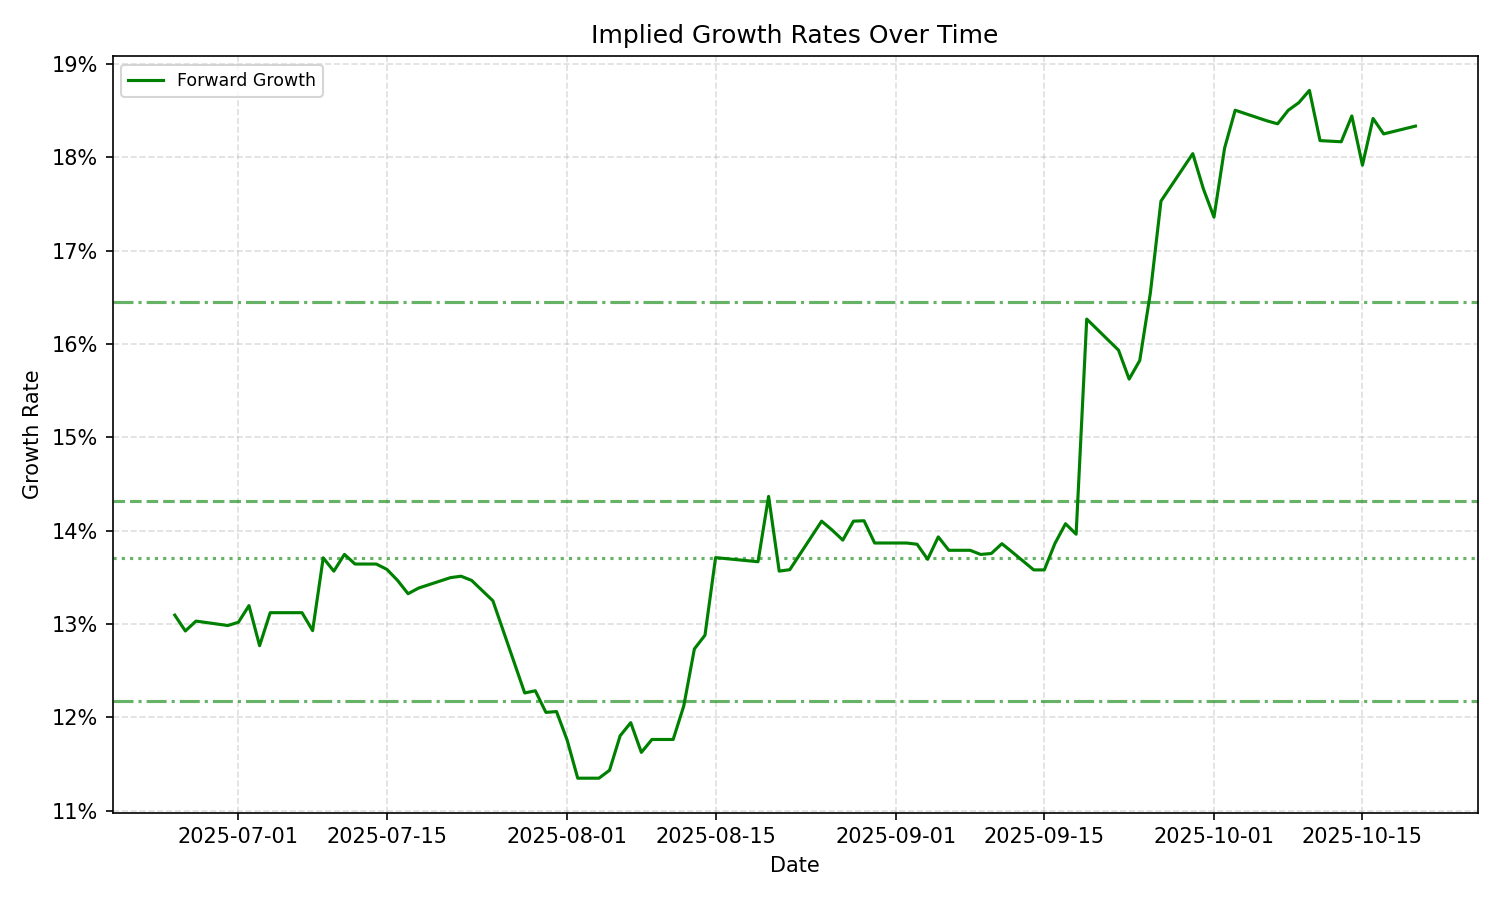 Implied Growth Rates Over Time
Forward Growth
19%
18%
17%
16%
15%
14%
13%
12%
11%
Growth Rate
2025-07-01 2025-07-15 2025-08-01 2025-08-15 2025-09-01 2025-09-15 2025-10-01 2025-10-15
Date